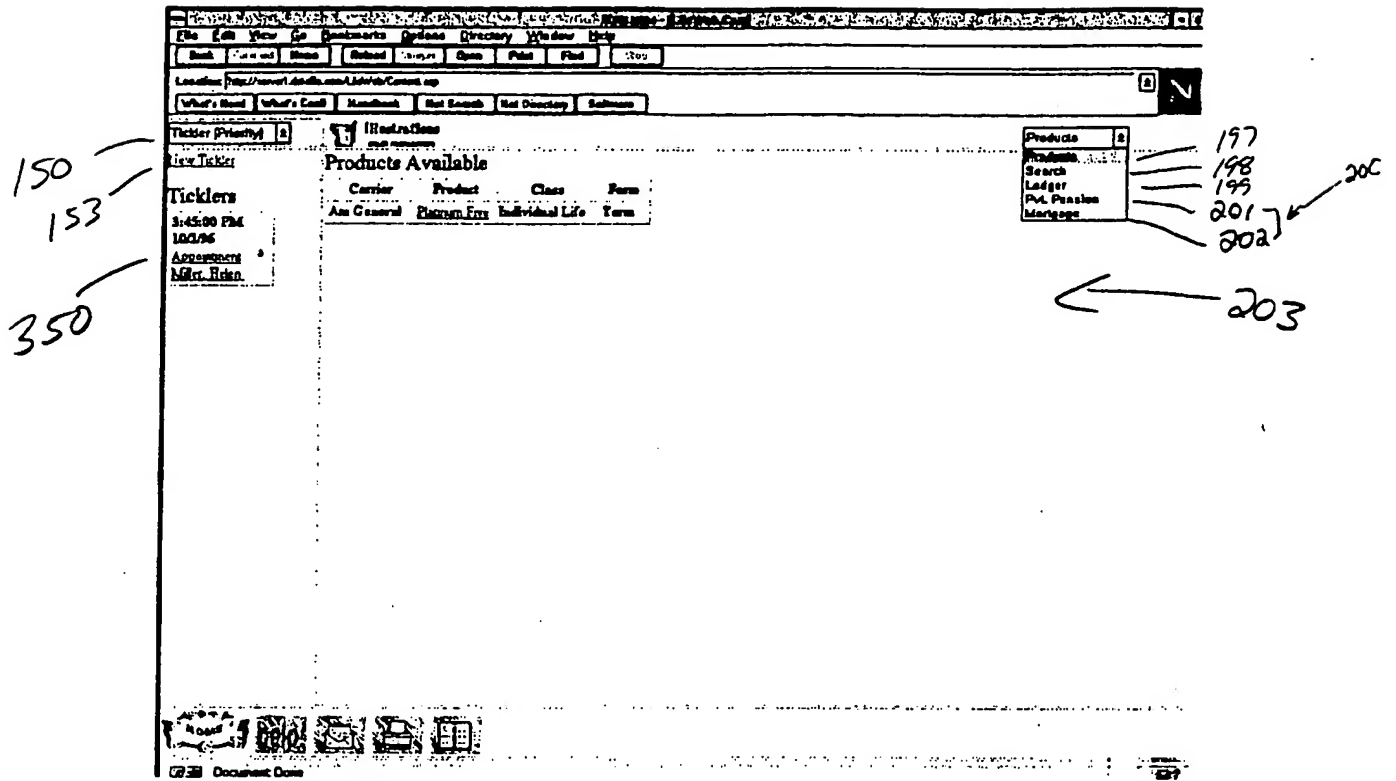 File Edit View Go Bookmarks Options Directory Window Help
Back Home Reload Open Print Find Stop
Location:
What's New! What's Cool! Handbook Net Search Net Directory Software
Tickler [Priority] Illustrations Products
150 View Tickler Products Available Products 197
153 Ticklers Carrier Product Class Form Search 198
Am General Platinum Five Individual Life Term Ledger 199 200
3:45:00 PM Pvt. Pension 201
10/3/96 Mortgage 202
Appointment
350 Miller, Helen 203
HOME
Document Done